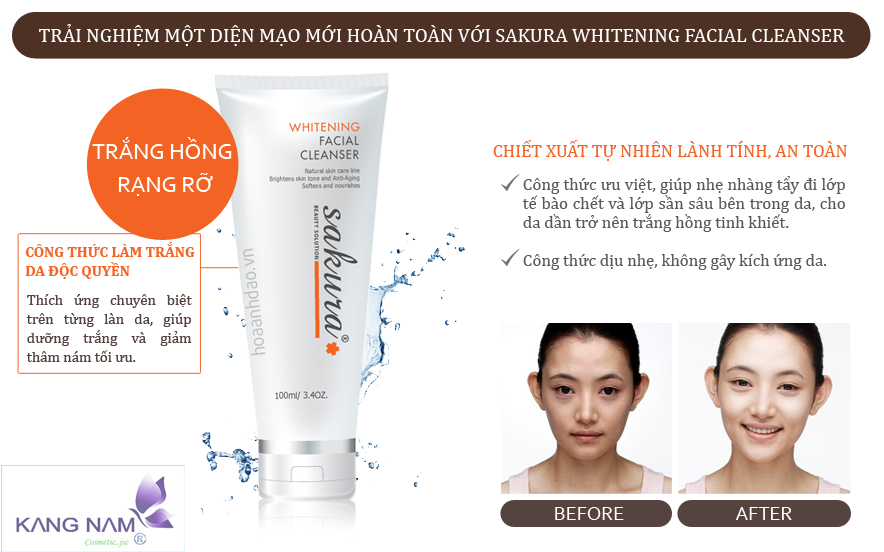 TRẢI NGHIỆM MỘT DIỆN MẠO MỚI HOÀN TOÀN VỚI SAKURA WHITENING FACIAL CLEANSER
TRẮNG HỒNG
RẠNG RỠ
CÔNG THỨC LÀM TRẮNG
DA ĐỘC QUYỀN
Thích ứng chuyên biệt
trên từng làn da, giúp
dưỡng trắng và giảm
thâm nám tối ưu.
WHITENING
FACIAL
CLEANSER
Natural skin care line
Brightens skin tone and Anti-Aging
Softens and nourishes
sakura®
BEAUTY SOLUTION
hoaanhdao.vn
100ml/ 3.4OZ.
CHIẾT XUẤT TỰ NHIÊN LÀNH TÍNH, AN TOÀN
Công thức ưu việt, giúp nhẹ nhàng tẩy đi lớp
tế bào chết và lớp sần sâu bên trong da, cho
da dần trở nên trắng hồng tinh khiết.
Công thức dịu nhẹ, không gây kích ứng da.
BEFORE
AFTER
KANG NAM®
Cosmetic.,jsc